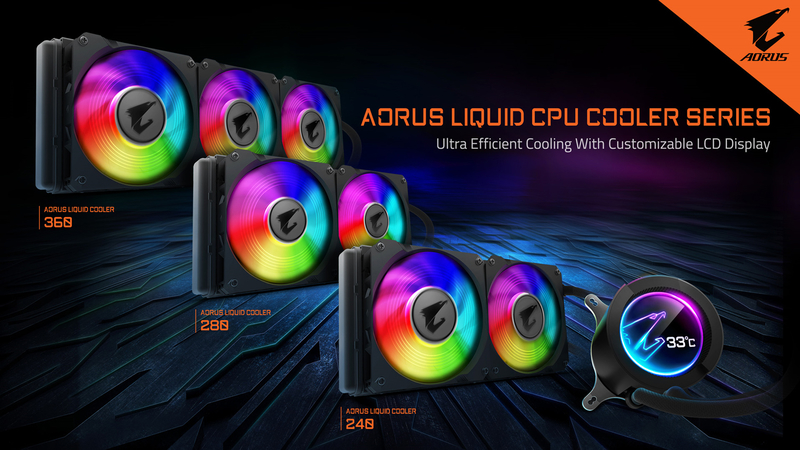 AORUS
AORUS LIQUID CPU COOLER SERIES
Ultra Efficient Cooling With Customizable LCD Display
AORUS LIQUID COOLER
360
AORUS LIQUID COOLER
280
33°C
AORUS LIQUID COOLER
240